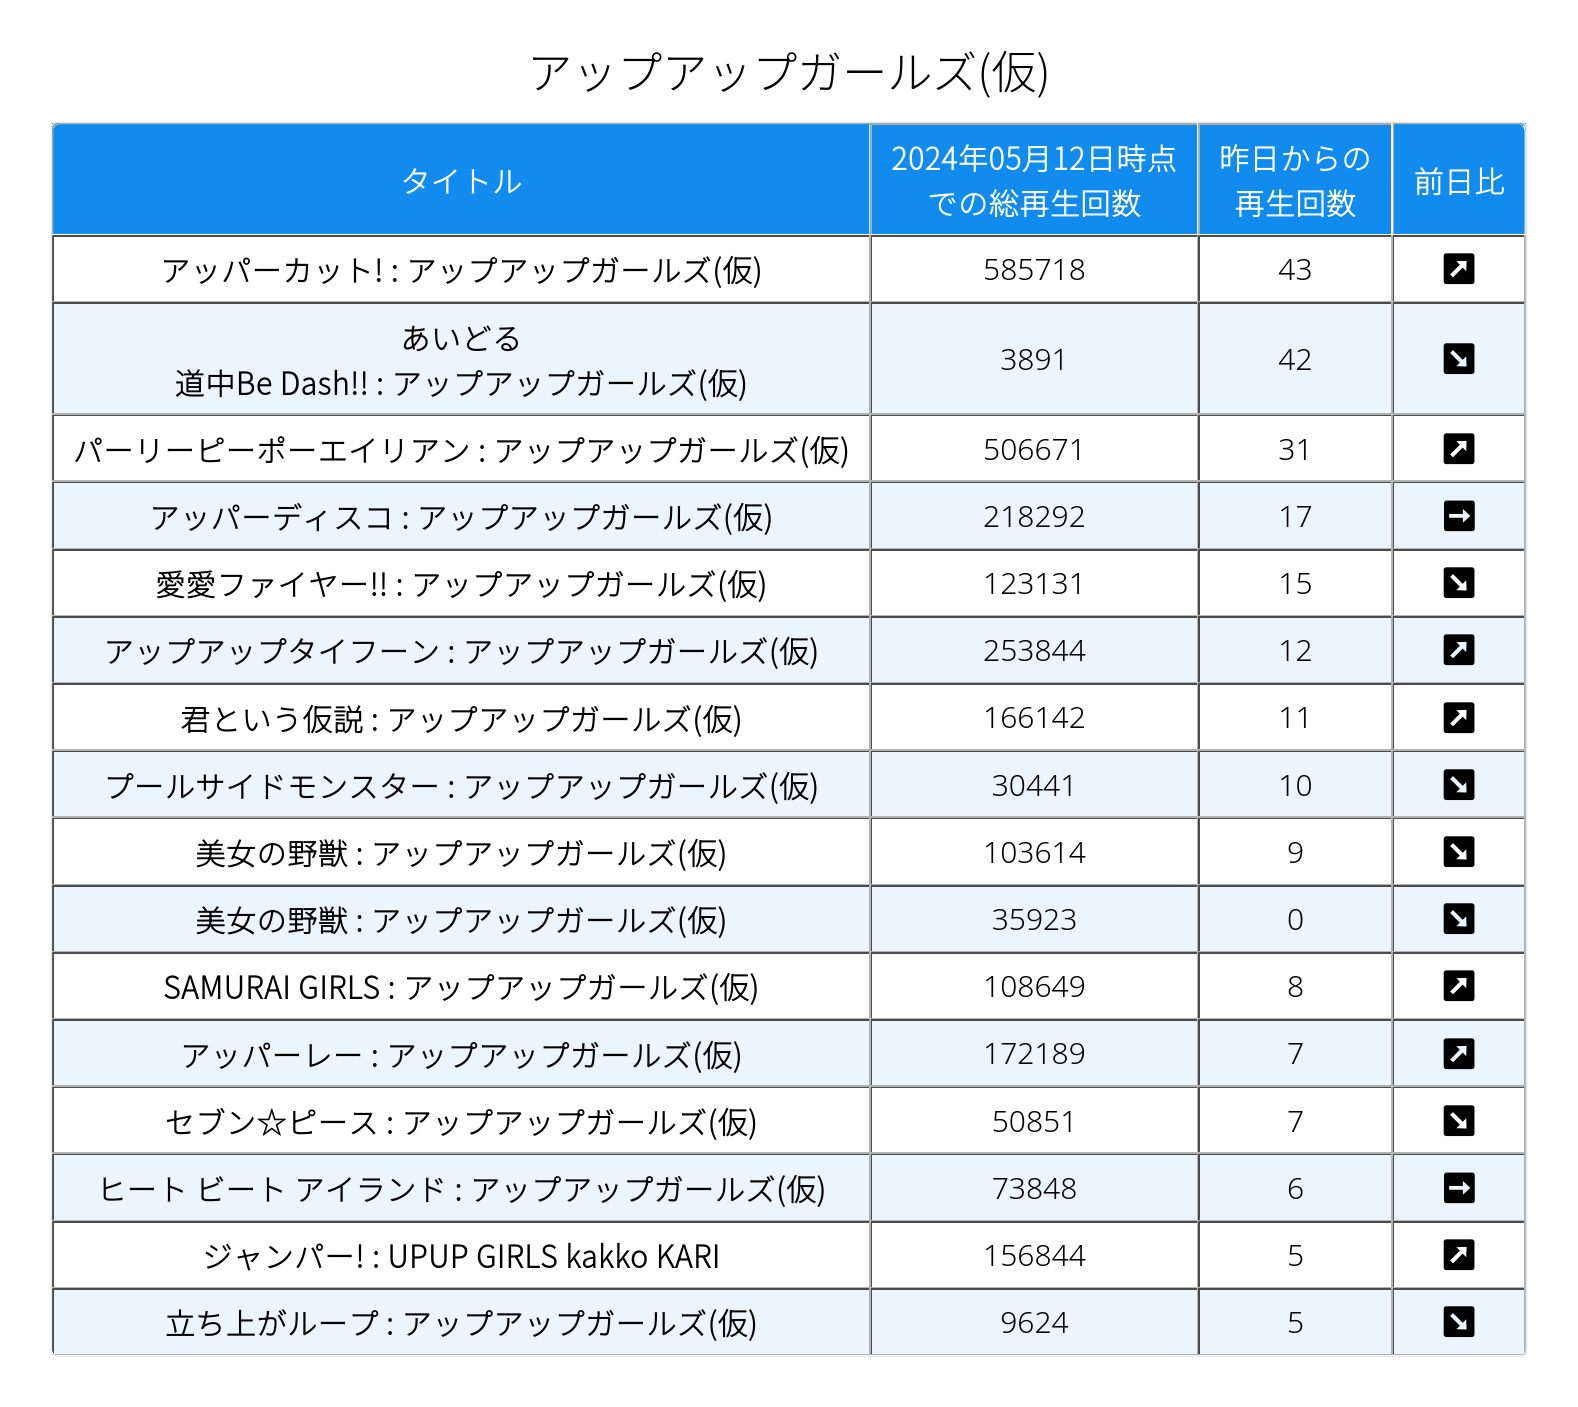 アップアップガールズ(仮)
タイトル
2024年05月12日時点
での総再生回数
昨日からの
再生回数
前日比
アッパーカット! : アップアップガールズ(仮) 585718 43 ↗
あいどる
道中Be Dash!! : アップアップガールズ(仮) 3891 42 ↘
パーリーピーポーエイリアン : アップアップガールズ(仮) 506671 31 ↗
アッパーディスコ : アップアップガールズ(仮) 218292 17 →
愛愛ファイヤー!! : アップアップガールズ(仮) 123131 15 ↘
アップアップタイフーン : アップアップガールズ(仮) 253844 12 ↗
君という仮説 : アップアップガールズ(仮) 166142 11 ↗
プールサイドモンスター : アップアップガールズ(仮) 30441 10 ↘
美女の野獣 : アップアップガールズ(仮) 103614 9 ↘
美女の野獣 : アップアップガールズ(仮) 35923 0 ↘
SAMURAI GIRLS : アップアップガールズ(仮) 108649 8 ↗
アッパーレー : アップアップガールズ(仮) 172189 7 ↗
セブン☆ピース : アップアップガールズ(仮) 50851 7 ↘
ヒート ビート アイランド : アップアップガールズ(仮) 73848 6 →
ジャンパー! : UPUP GIRLS kakko KARI 156844 5 ↗
立ち上がループ : アップアップガールズ(仮) 9624 5 ↘